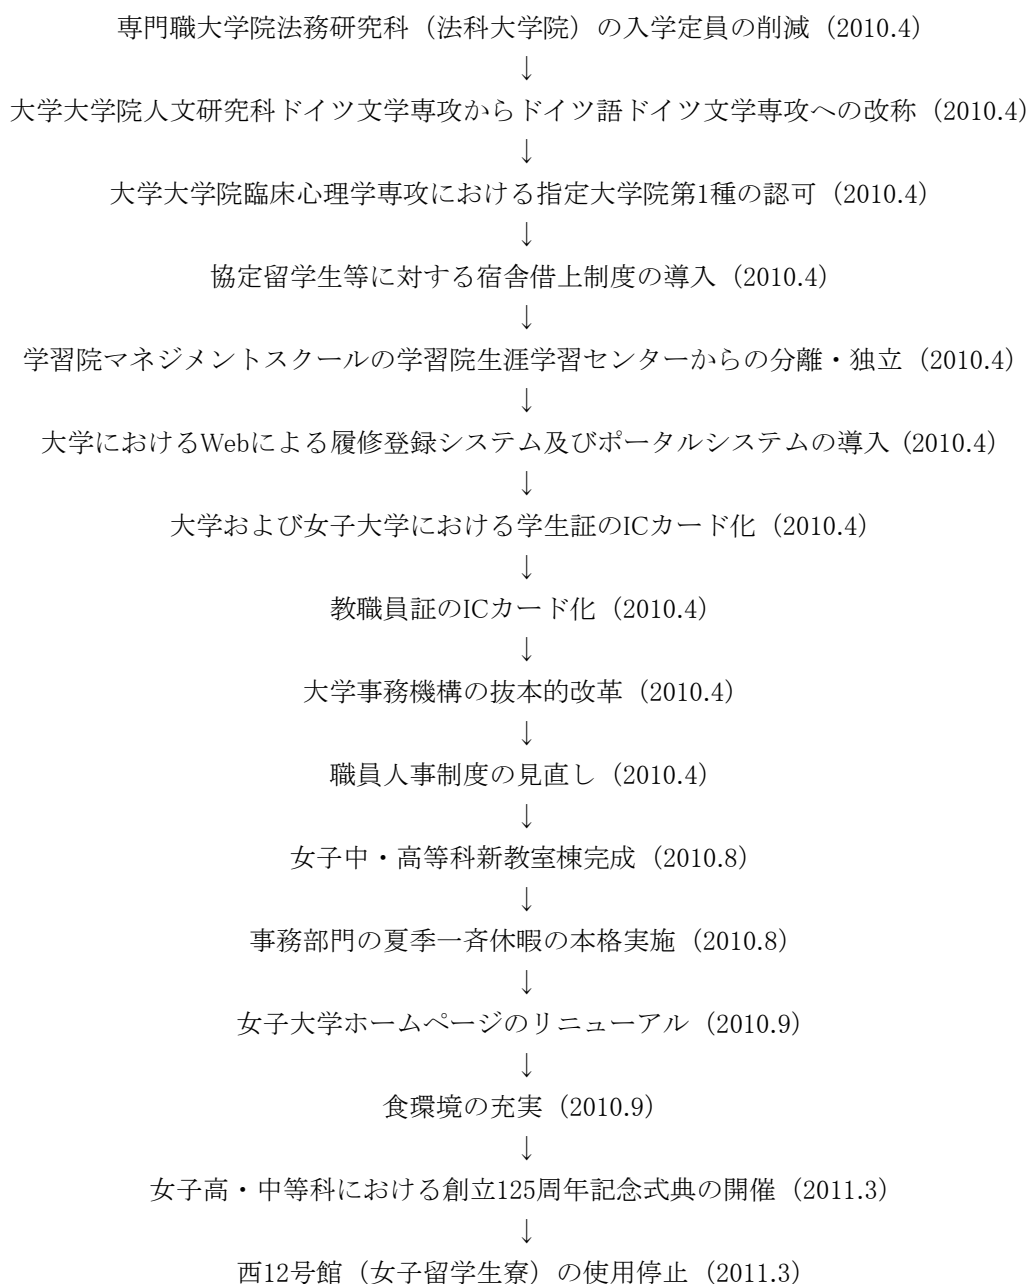 専門職大学院法務研究科（法科大学院）の入学定員の削減（2010.4）
↓
大学大学院人文研究科ドイツ文学専攻からドイツ語ドイツ文学専攻への改称（2010.4）
↓
大学大学院臨床心理学専攻における指定大学院第1種の認可（2010.4）
↓
協定留学生等に対する宿舎借上制度の導入（2010.4）
↓
学習院マネジメントスクールの学習院生涯学習センターからの分離・独立（2010.4）
↓
大学におけるWebによる履修登録システム及びポータルシステムの導入（2010.4）
↓
大学および女子大学における学生証のICカード化（2010.4）
↓
教職員証のICカード化（2010.4）
↓
大学事務機構の抜本的改革（2010.4）
↓
職員人事制度の見直し（2010.4）
↓
女子中・高等科新教室棟完成（2010.8）
↓
事務部門の夏季一斉休暇の本格実施（2010.8）
↓
女子大学ホームページのリニューアル（2010.9）
↓
食環境の充実（2010.9）
↓
女子高・中等科における創立125周年記念式典の開催（2011.3）
↓
西12号館（女子留学生寮）の使用停止（2011.3）